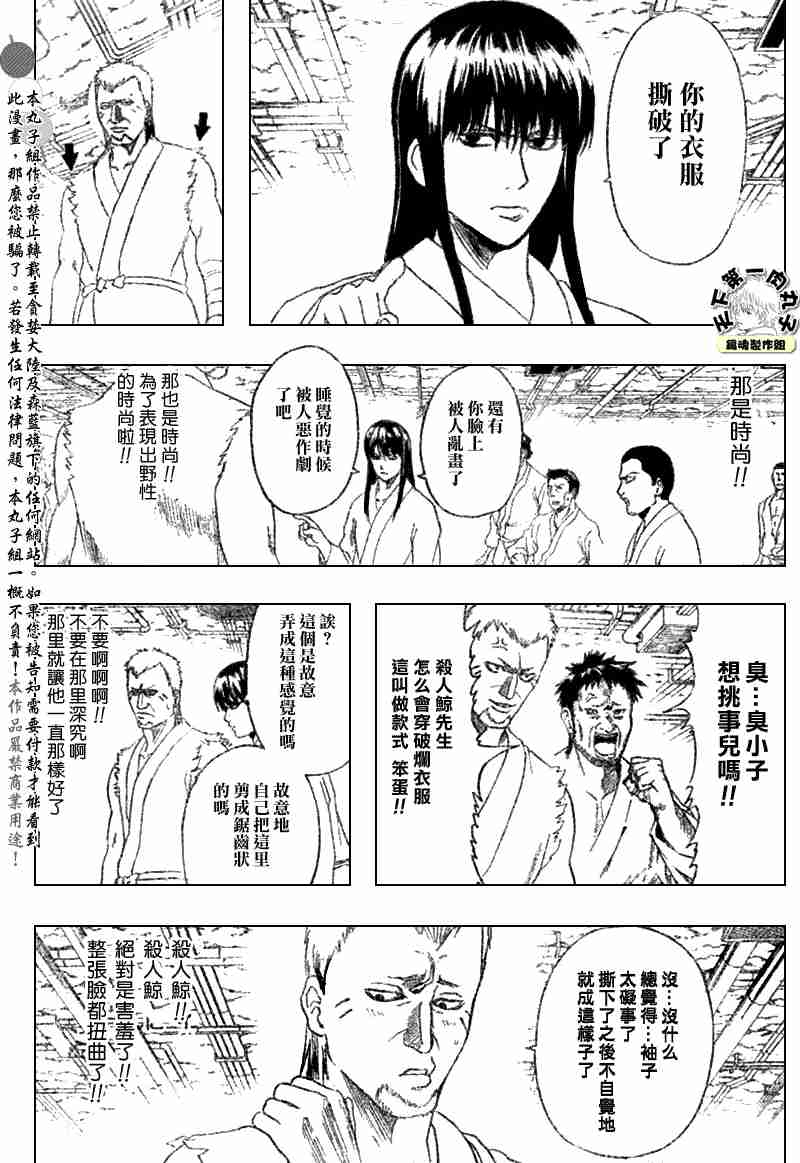 你的衣服
撕破了
那是時尚!!
還有
你臉上
被人亂畫了
睡覺的時候
被人惡作劇
了吧
那也是時尚!!
為了表現出野性
的時尚啦!!
臭…臭小子
想挑事兒嗎!!
殺人鯨先生
怎么會穿破爛衣服
這叫做款式 笨蛋!!
誒?
這個是故意
弄成這種感覺的嗎
故意地
自己把這里
剪成鋸齒狀
的嗎
不要啊啊啊!!
不要在那里深究啊
那里就讓他一直那樣好了
沒…沒什么
總覺得…袖子
太礙事了
撕下了之後不自覺地
就成這樣子了
殺人鯨!!
殺人鯨
絕對是害羞了!!
整張臉都扭曲了!!
本丸子組作品禁止轉載至貪婪大陸及森藍旗下的任何網站。如果您被告知需要付款才能看到
此漫畫，那麼您被騙了。若發生任何法律問題，本丸子組一概不負責！本作品嚴禁商業用途！
天下第一肉丸子
銀魂製作組